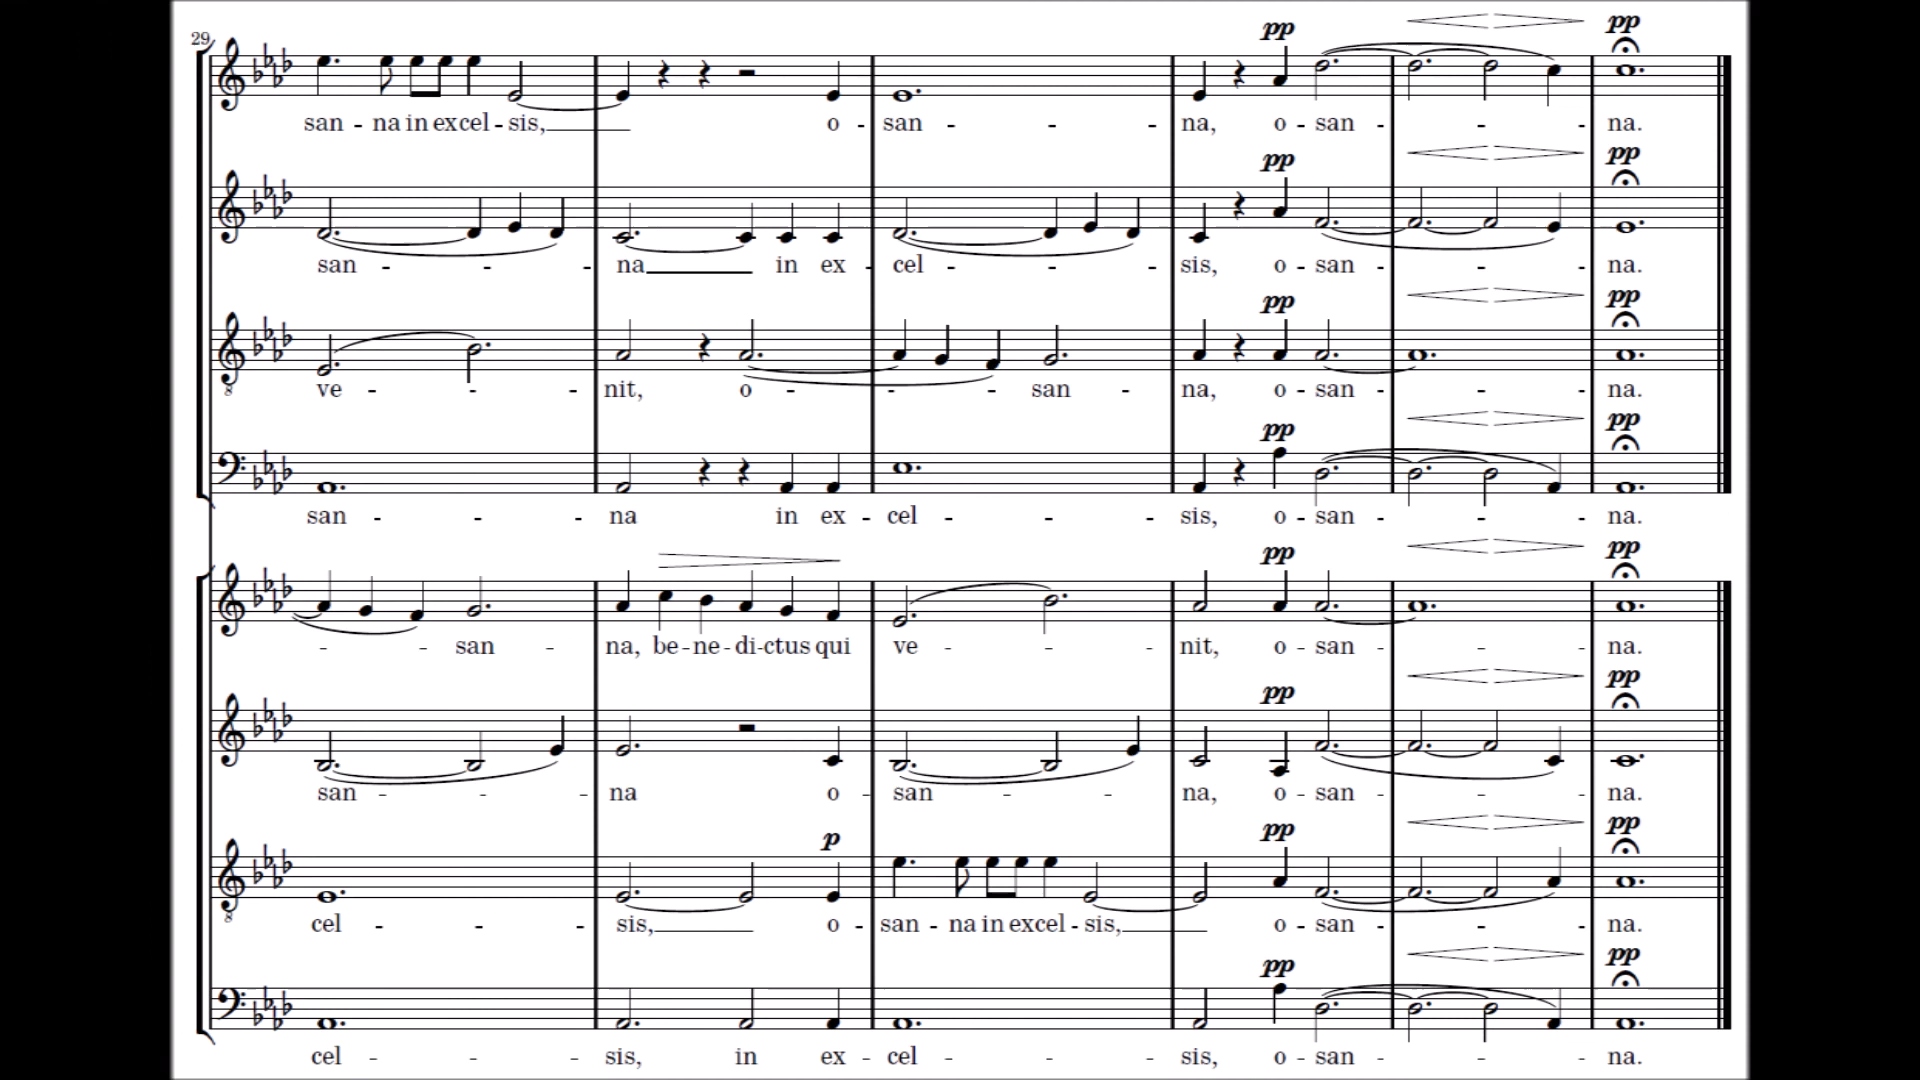 29
pp pp
san - na in excel - sis, o - san - - - na, o - san - - - na.
pp pp
san - - - na in ex - cel - - - sis, o - san - - - na.
pp pp
ve - - - nit, o - - - san - na, o - san - - - na.
pp pp
san - - - na in ex - cel - - - sis, o - san - - - na.
pp pp
- - san - na, be - ne - di - ctus qui ve - - - nit, o - san - - - na.
pp pp
san - - - na o - san - - na, o - san - - - na.
p pp pp
cel - - - sis, o - san - na in excel - sis, o - san - - - na.
pp pp
cel - - - sis, in ex - cel - - - sis, o - san - - - na.